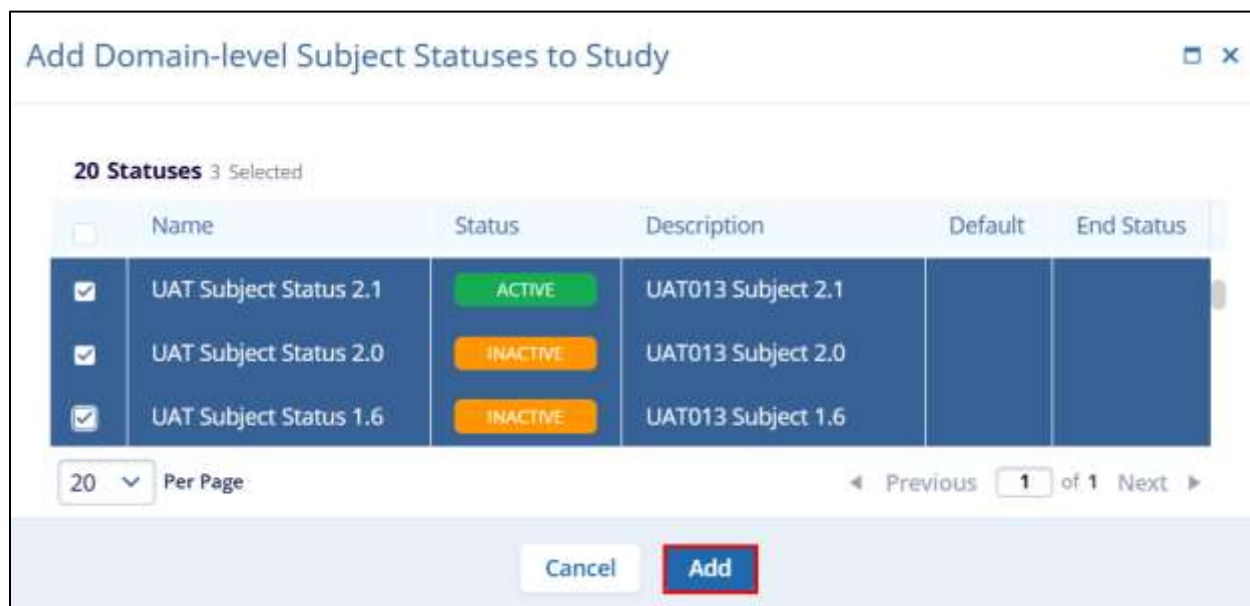 Add Domain-level Subject Statuses to Study
20 Statuses 3 Selected
Name Status Description Default End Status
UAT Subject Status 2.1 ACTIVE UAT013 Subject 2.1
UAT Subject Status 2.0 INACTIVE UAT013 Subject 2.0
UAT Subject Status 1.6 INACTIVE UAT013 Subject 1.6
20 Per Page Previous 1 of 1 Next
Cancel Add